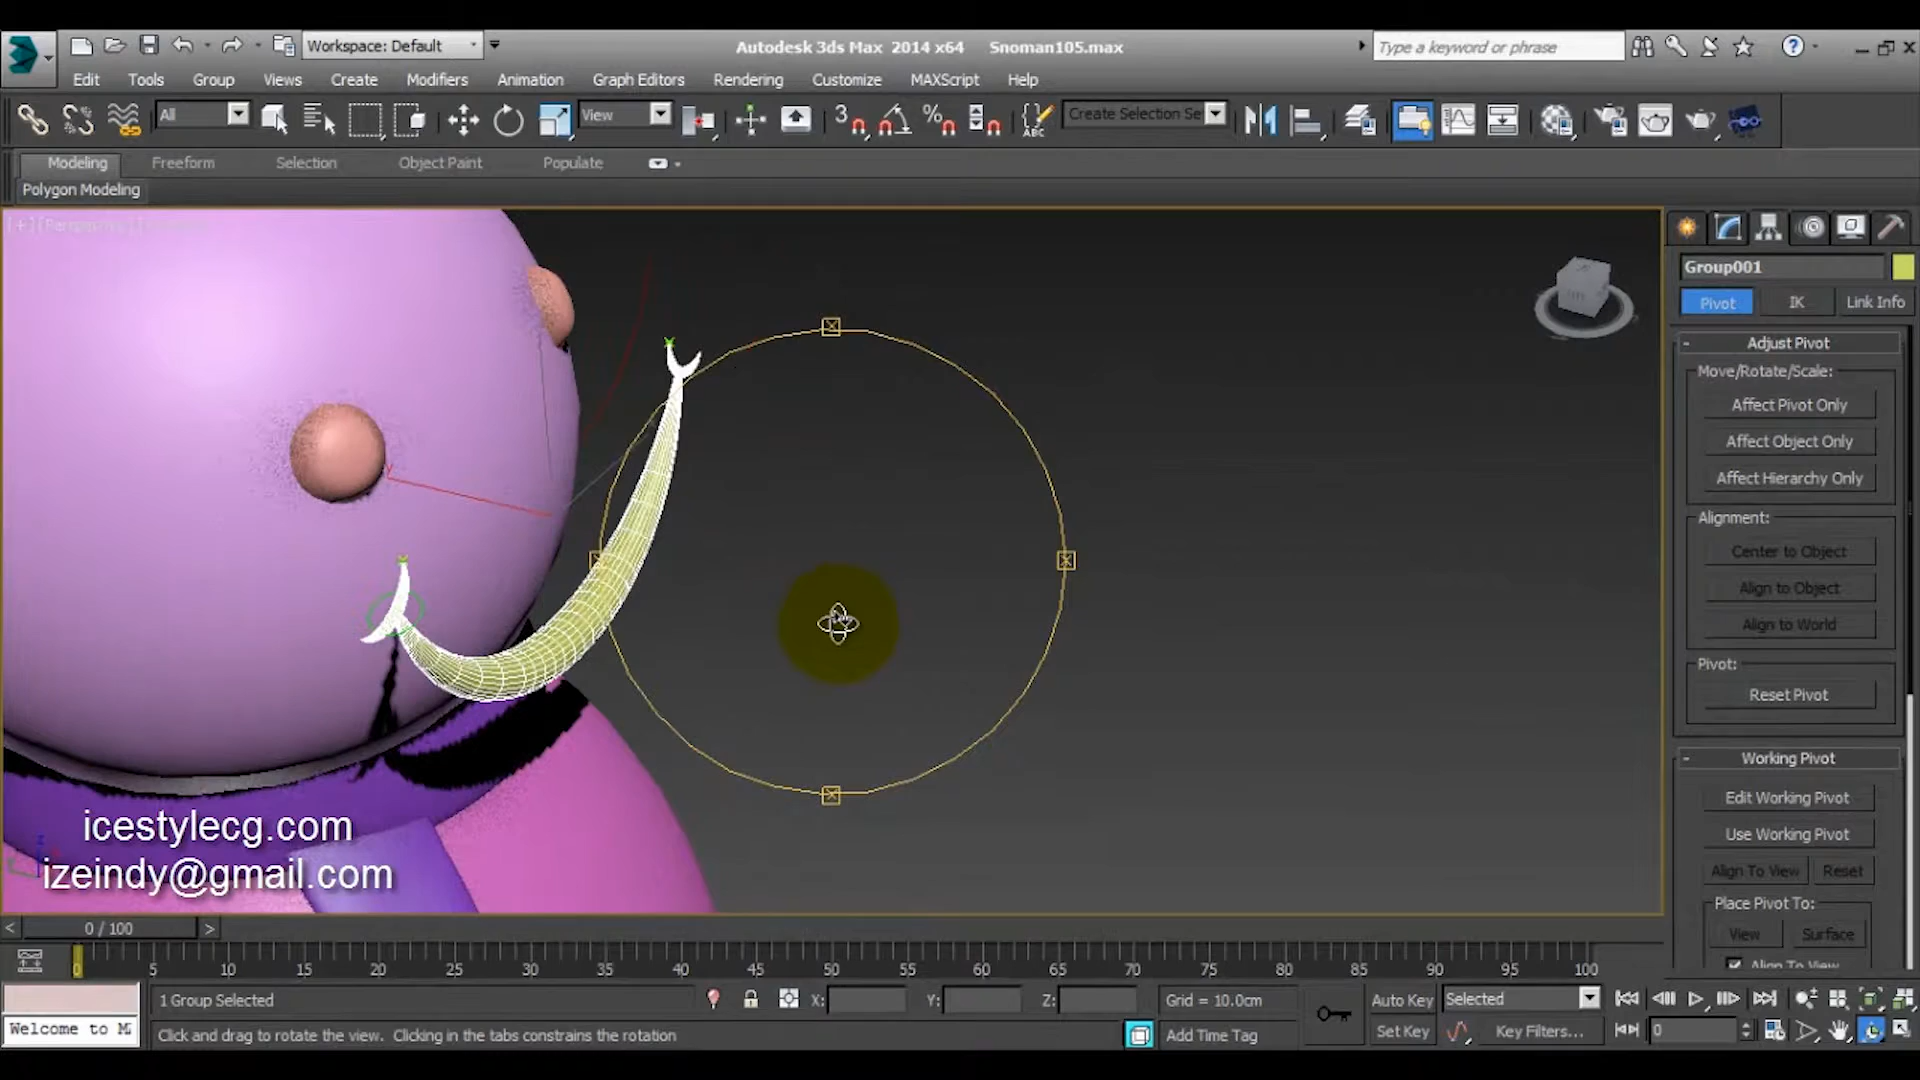 Workspace: Default
Autodesk 3ds Max 2014 x64 Snoman105.max
Type a keyword or phrase
Edit Tools Group Views Create Modifiers Animation Graph Editors Rendering Customize MAXScript Help
All
View
3
ABC
Create Selection Se
Modeling Freeform Selection Object Paint Populate
Polygon Modeling
Group001
Pivot IK Link Info
- Adjust Pivot
Move/Rotate/Scale:
Affect Pivot Only
Affect Object Only
Affect Hierarchy Only
Alignment:
Center to Object
Align to Object
Align to World
Pivot:
Reset Pivot
- Working Pivot
Edit Working Pivot
Use Working Pivot
Align To View Reset
Place Pivot To:
View Surface
Align To View
icestylecg.com
izeindy@gmail.com
< 0 / 100 >
0 5 10 15 20 25 30 35 40 45 50 55 60 65 70 75 80 85 90 95 100
1 Group Selected X: Y: Z: Grid = 10.0cm Auto Key Selected
Welcome to M
Click and drag to rotate the view. Clicking in the tabs constrains the rotation Add Time Tag Set Key Key Filters... 0